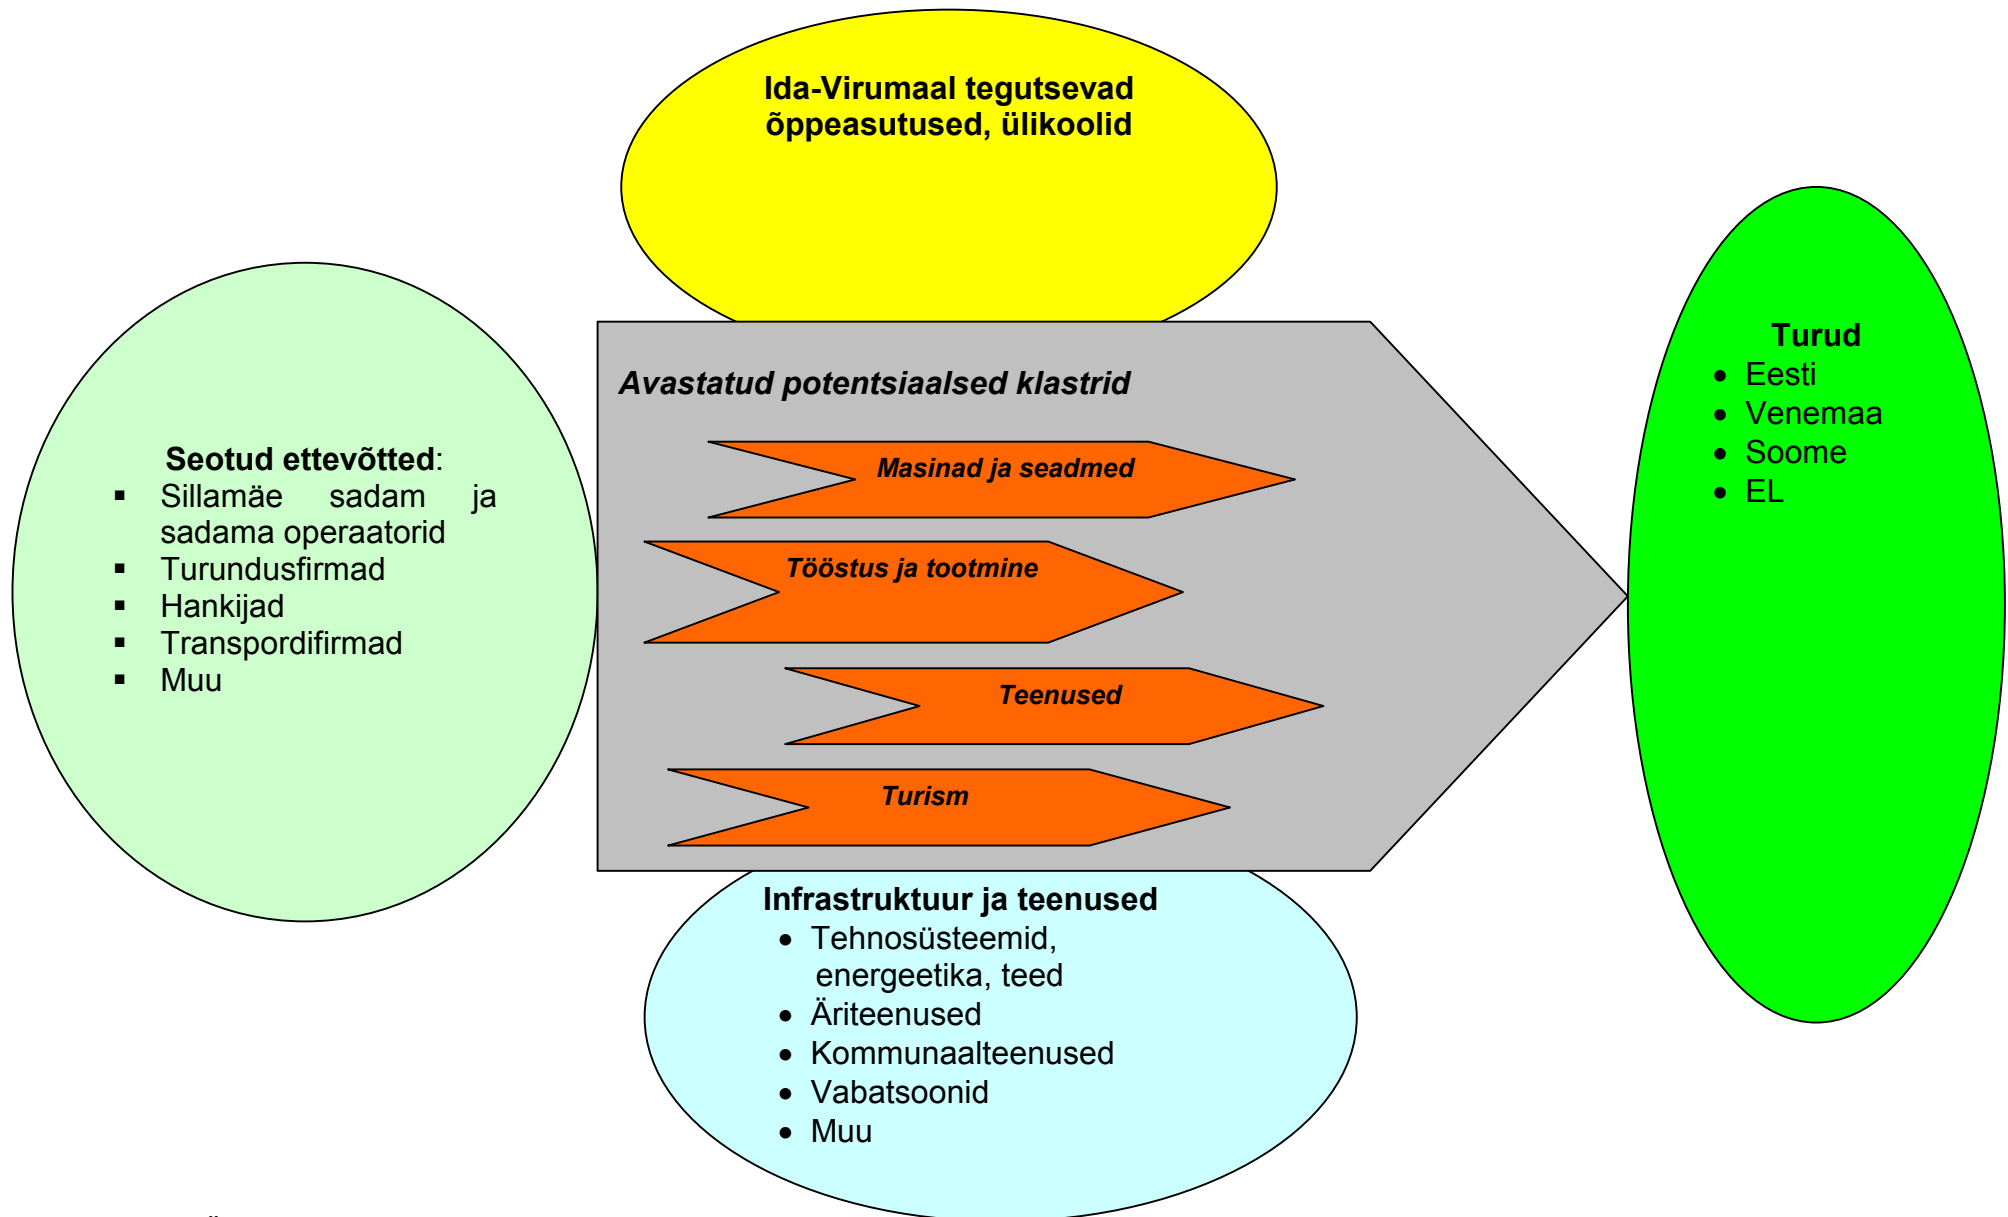 Ida-Virumaal tegutsevad
õppeasutused, ülikoolid
Seotud ettevõtted:
▪ Sillamäe sadam ja
sadama operaatorid
▪ Turundusfirmad
▪ Hankijad
▪ Transpordifirmad
▪ Muu
Avastatud potentsiaalsed klastrid
Masinad ja seadmed
Tööstus ja tootmine
Teenused
Turism
Turud
• Eesti
• Venemaa
• Soome
• EL
Infrastruktuur ja teenused
• Tehnosüsteemid,
energeetika, teed
• Äriteenused
• Kommunaalteenused
• Vabatsoonid
• Muu